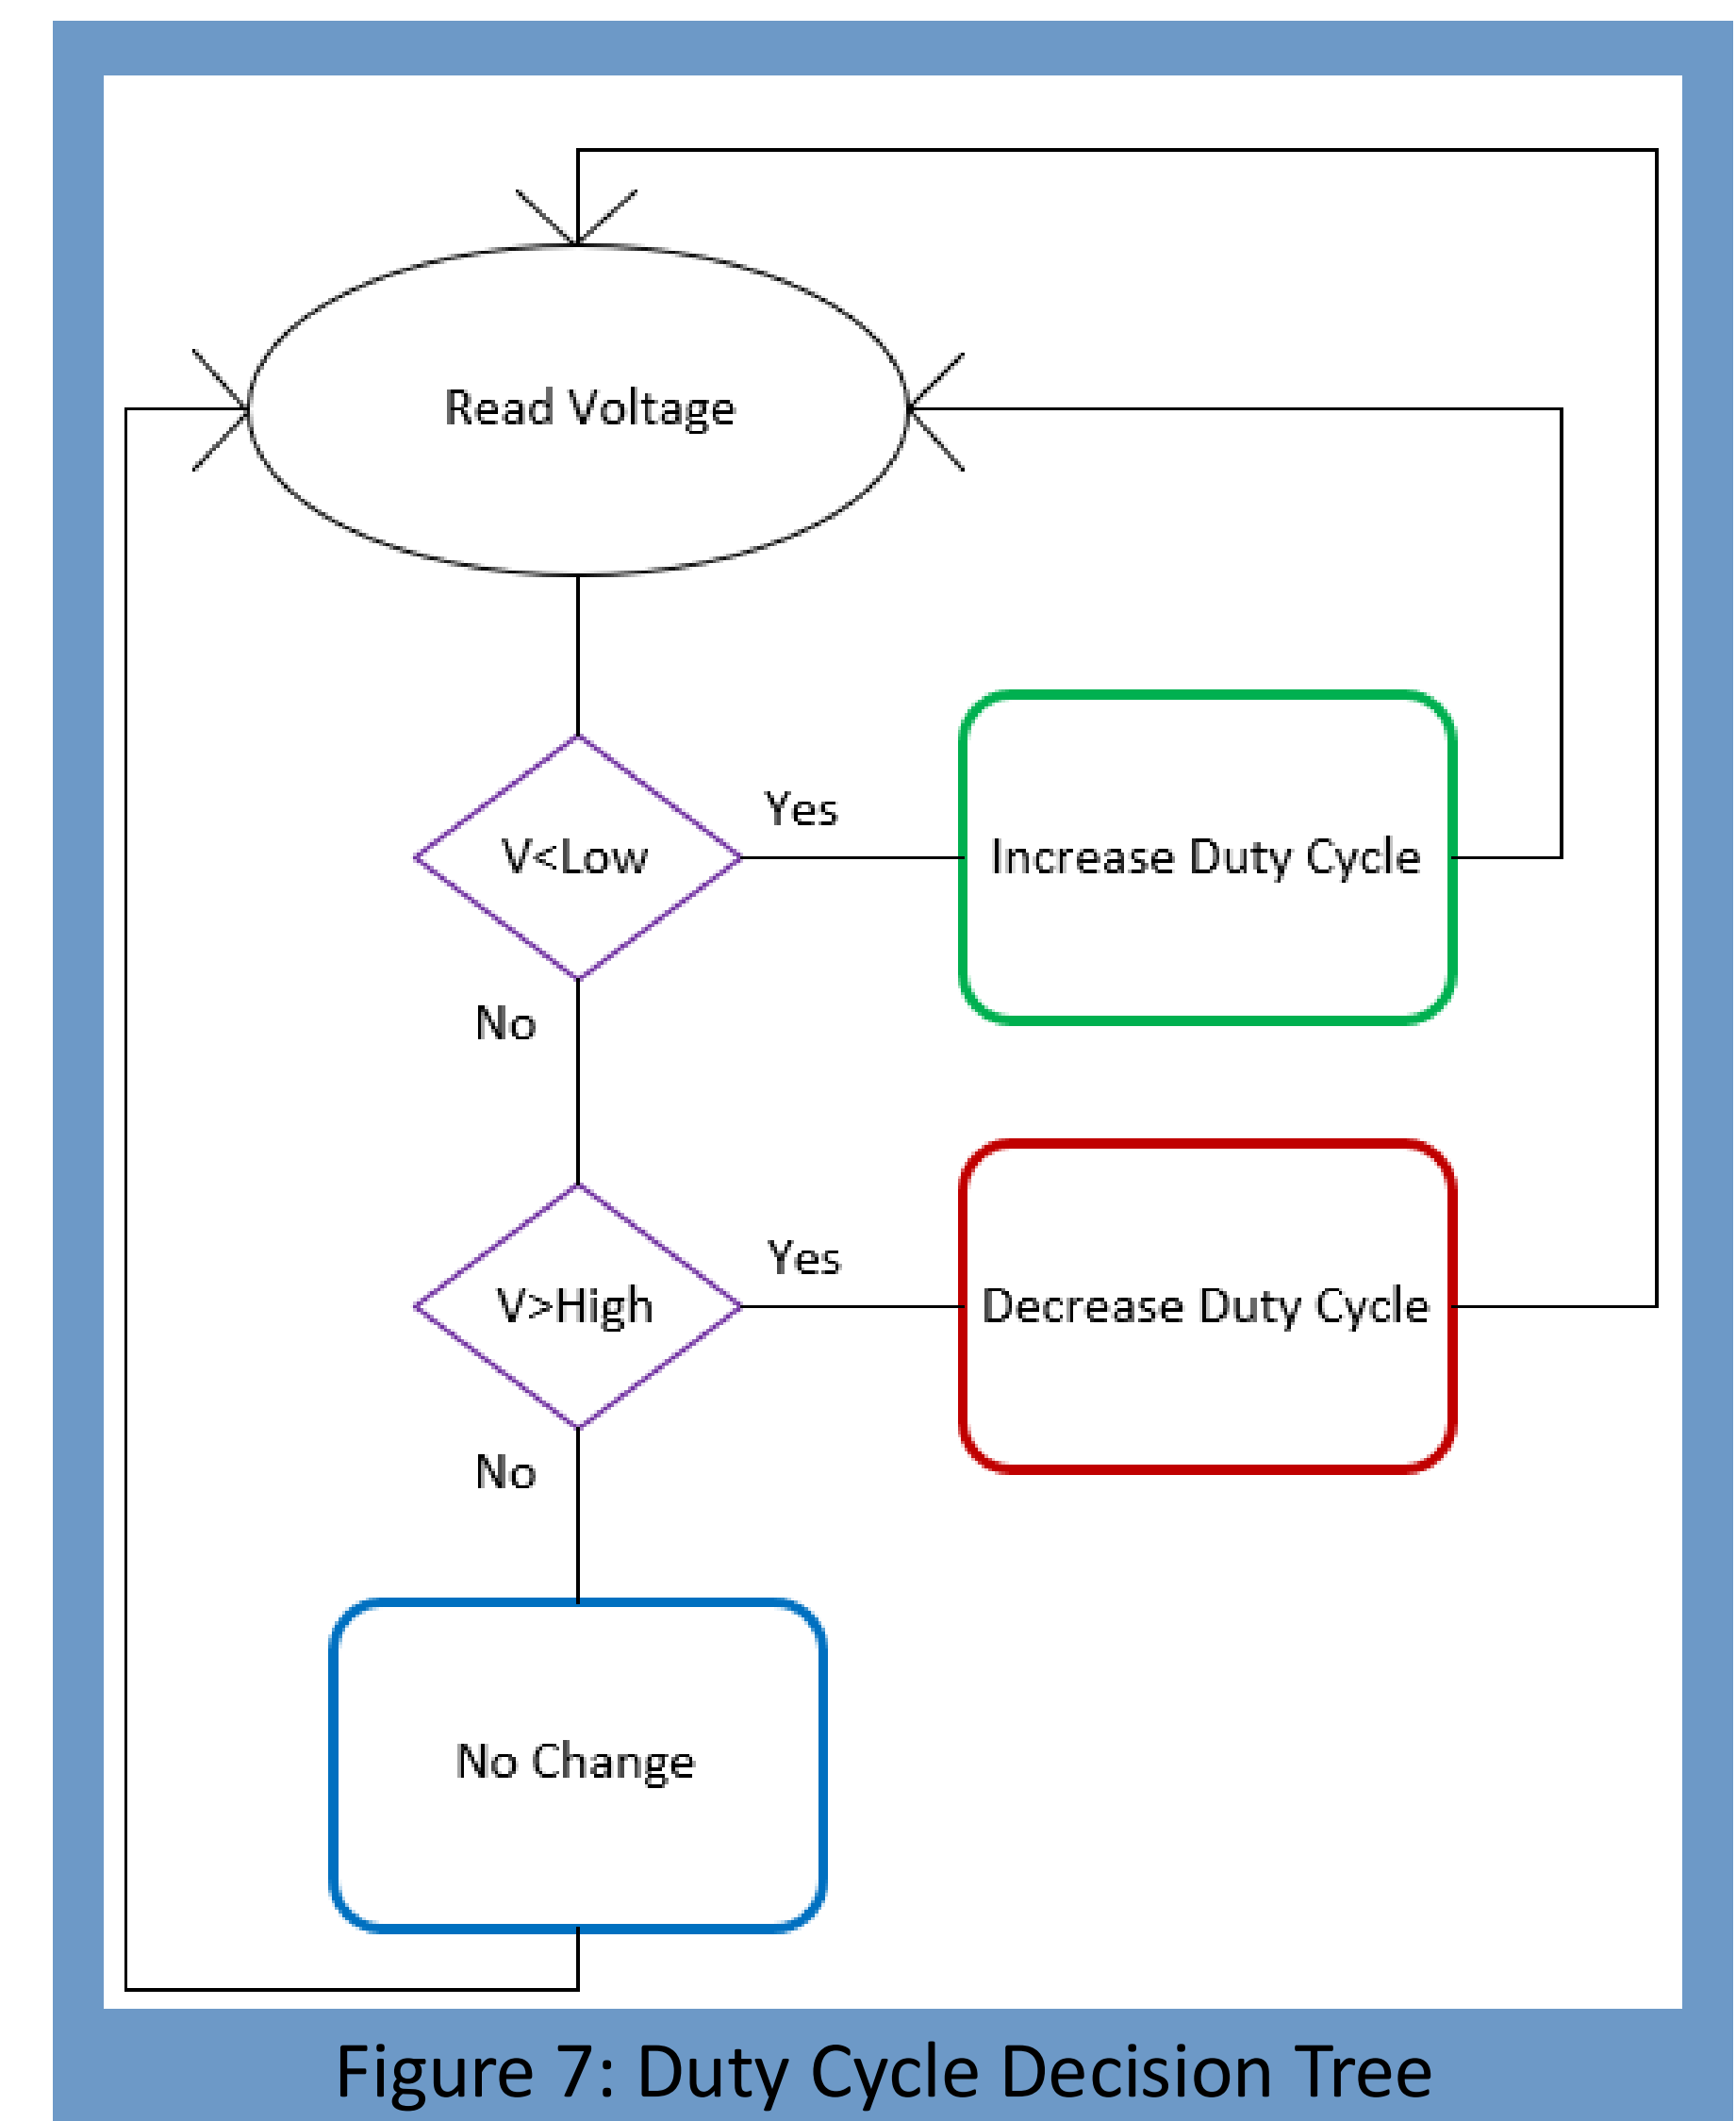 Read Voltage
Yes
V<Low
Increase Duty Cycle
No
Yes
V>High
Decrease Duty Cycle
No
No Change
Figure 7: Duty Cycle Decision Tree